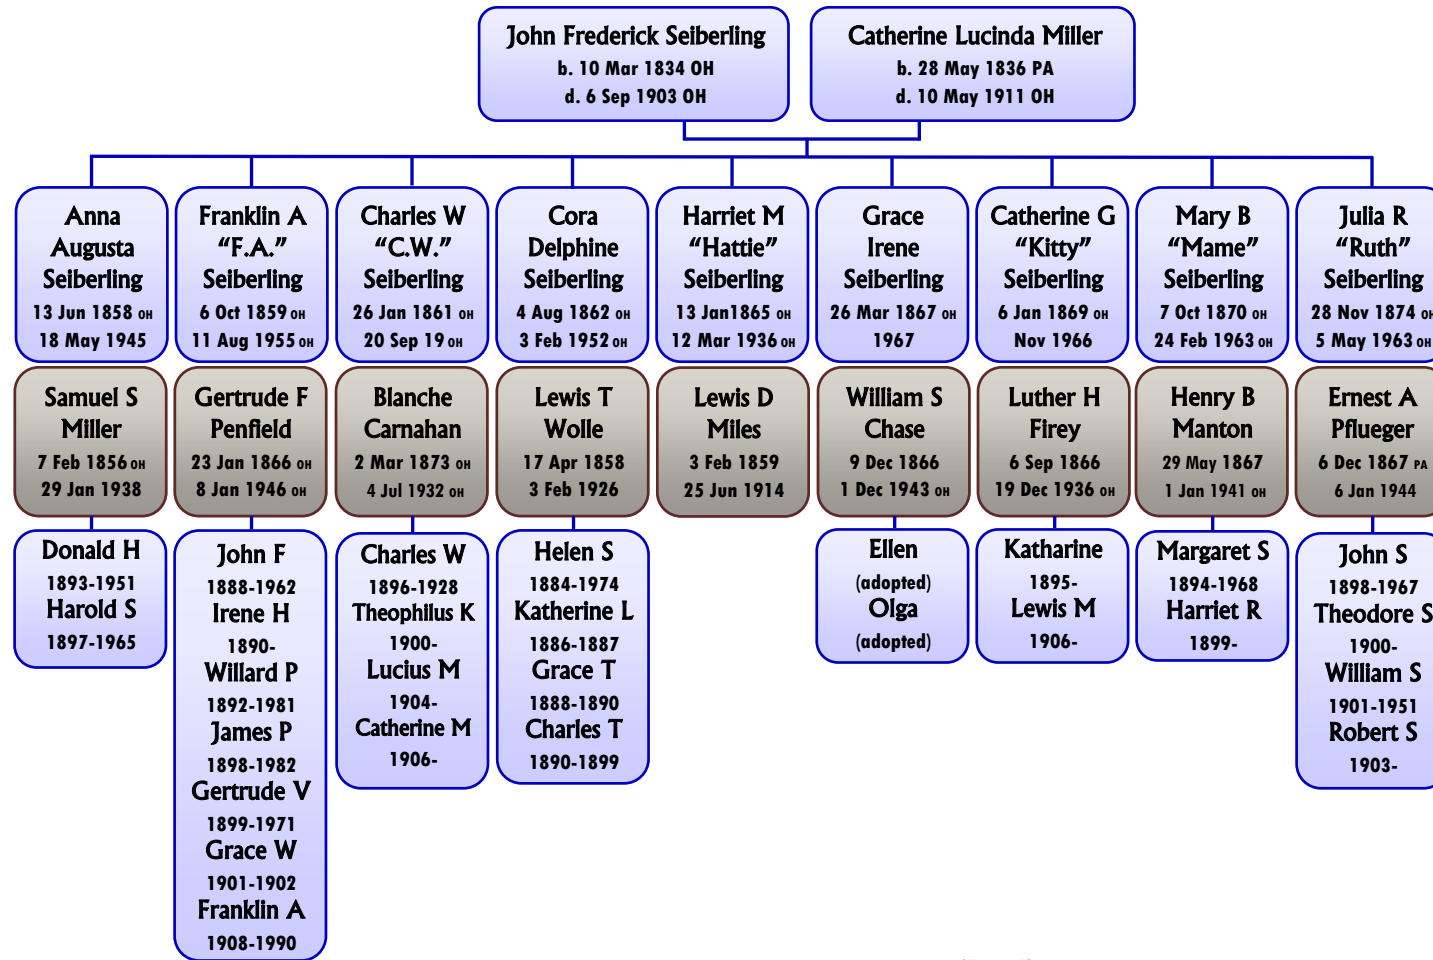 John Frederick Seiberling
b. 10 Mar 1834 OH
d. 6 Sep 1903 OH
Catherine Lucinda Miller
b. 28 May 1836 PA
d. 10 May 1911 OH
Anna
Augusta
Seiberling
13 Jun 1858 OH
18 May 1945
Franklin A
“F.A.”
Seiberling
6 Oct 1859 OH
11 Aug 1955 OH
Charles W
“C.W.”
Seiberling
26 Jan 1861 OH
20 Sep 19 OH
Cora
Delphine
Seiberling
4 Aug 1862 OH
3 Feb 1952 OH
Harriet M
“Hattie”
Seiberling
13 Jan1865 OH
12 Mar 1936 OH
Grace
Irene
Seiberling
26 Mar 1867 OH
1967
Catherine G
“Kitty”
Seiberling
6 Jan 1869 OH
Nov 1966
Mary B
“Mame”
Seiberling
7 Oct 1870 OH
24 Feb 1963 OH
Julia R
“Ruth”
Seiberling
28 Nov 1874 OH
5 May 1963 OH
Samuel S
Miller
7 Feb 1856 OH
29 Jan 1938
Gertrude F
Penfield
23 Jan 1866 OH
8 Jan 1946 OH
Blanche
Carnahan
2 Mar 1873 OH
4 Jul 1932 OH
Lewis T
Wolle
17 Apr 1858
3 Feb 1926
Lewis D
Miles
3 Feb 1859
25 Jun 1914
William S
Chase
9 Dec 1866
1 Dec 1943 OH
Luther H
Firey
6 Sep 1866
19 Dec 1936 OH
Henry B
Manton
29 May 1867
1 Jan 1941 OH
Ernest A
Pflueger
6 Dec 1867 PA
6 Jan 1944
Donald H
1893-1951
Harold S
1897-1965
John F
1888-1962
Irene H
1890-
Willard P
1892-1981
James P
1898-1982
Gertrude V
1899-1971
Grace W
1901-1902
Franklin A
1908-1990
Charles W
1896-1928
Theophilus K
1900-
Lucius M
1904-
Catherine M
1906-
Helen S
1884-1974
Katherine L
1886-1887
Grace T
1888-1890
Charles T
1890-1899
Ellen
(adopted)
Olga
(adopted)
Katharine
1895-
Lewis M
1906-
Margaret S
1894-1968
Harriet R
1899-
John S
1898-1967
Theodore S
1900-
William S
1901-1951
Robert S
1903-